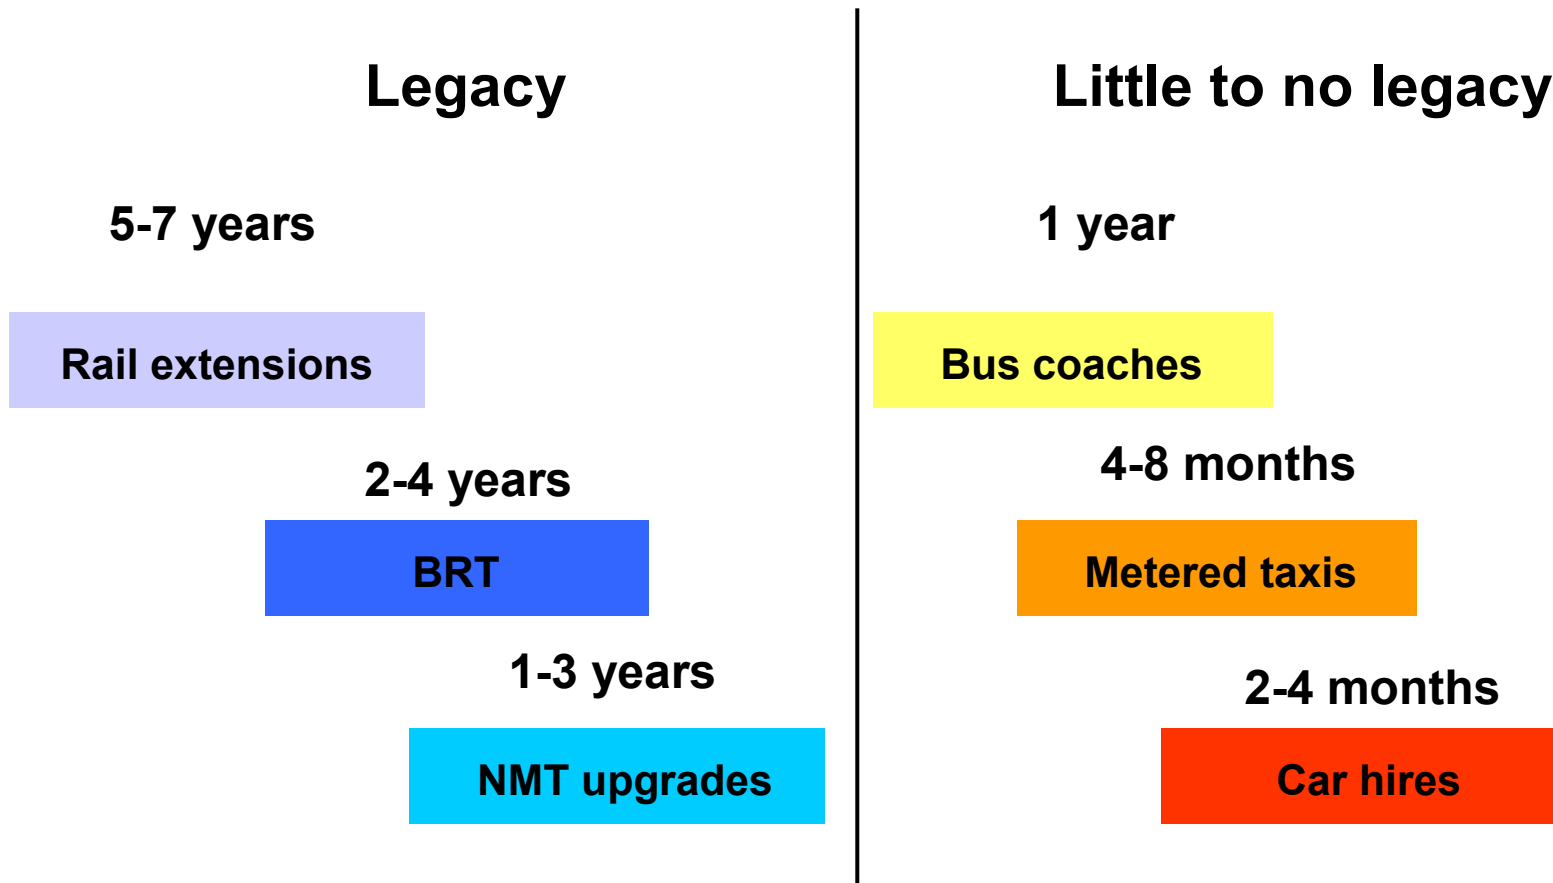 Legacy
5-7 years
Rail extensions
2-4 years
BRT
1-3 years
NMT upgrades
Little to no legacy
1 year
Bus coaches
4-8 months
Metered taxis
2-4 months
Car hires